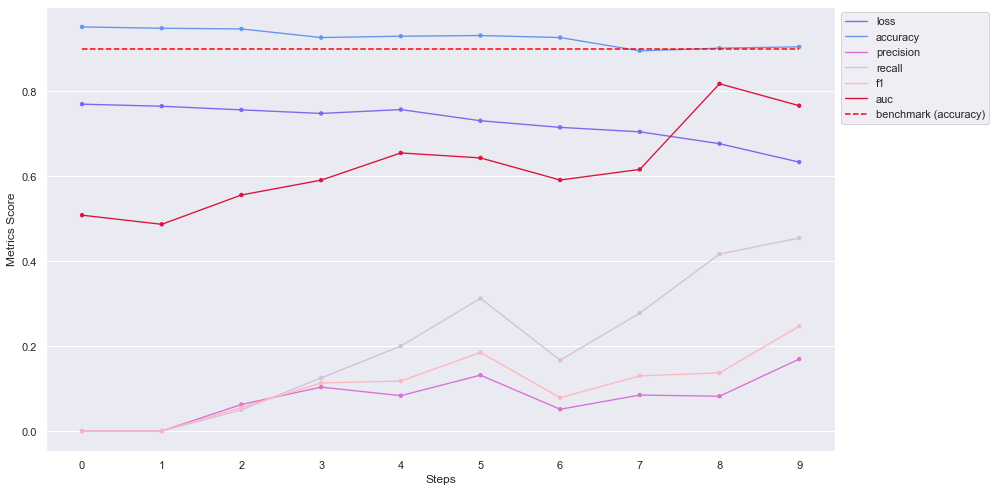 loss
accuracy
precision
recall
f1
auc
benchmark (accuracy)
Metrics Score
0.8
0.6
0.4
0.2
0.0
0 1 2 3 4 5 6 7 8 9
Steps